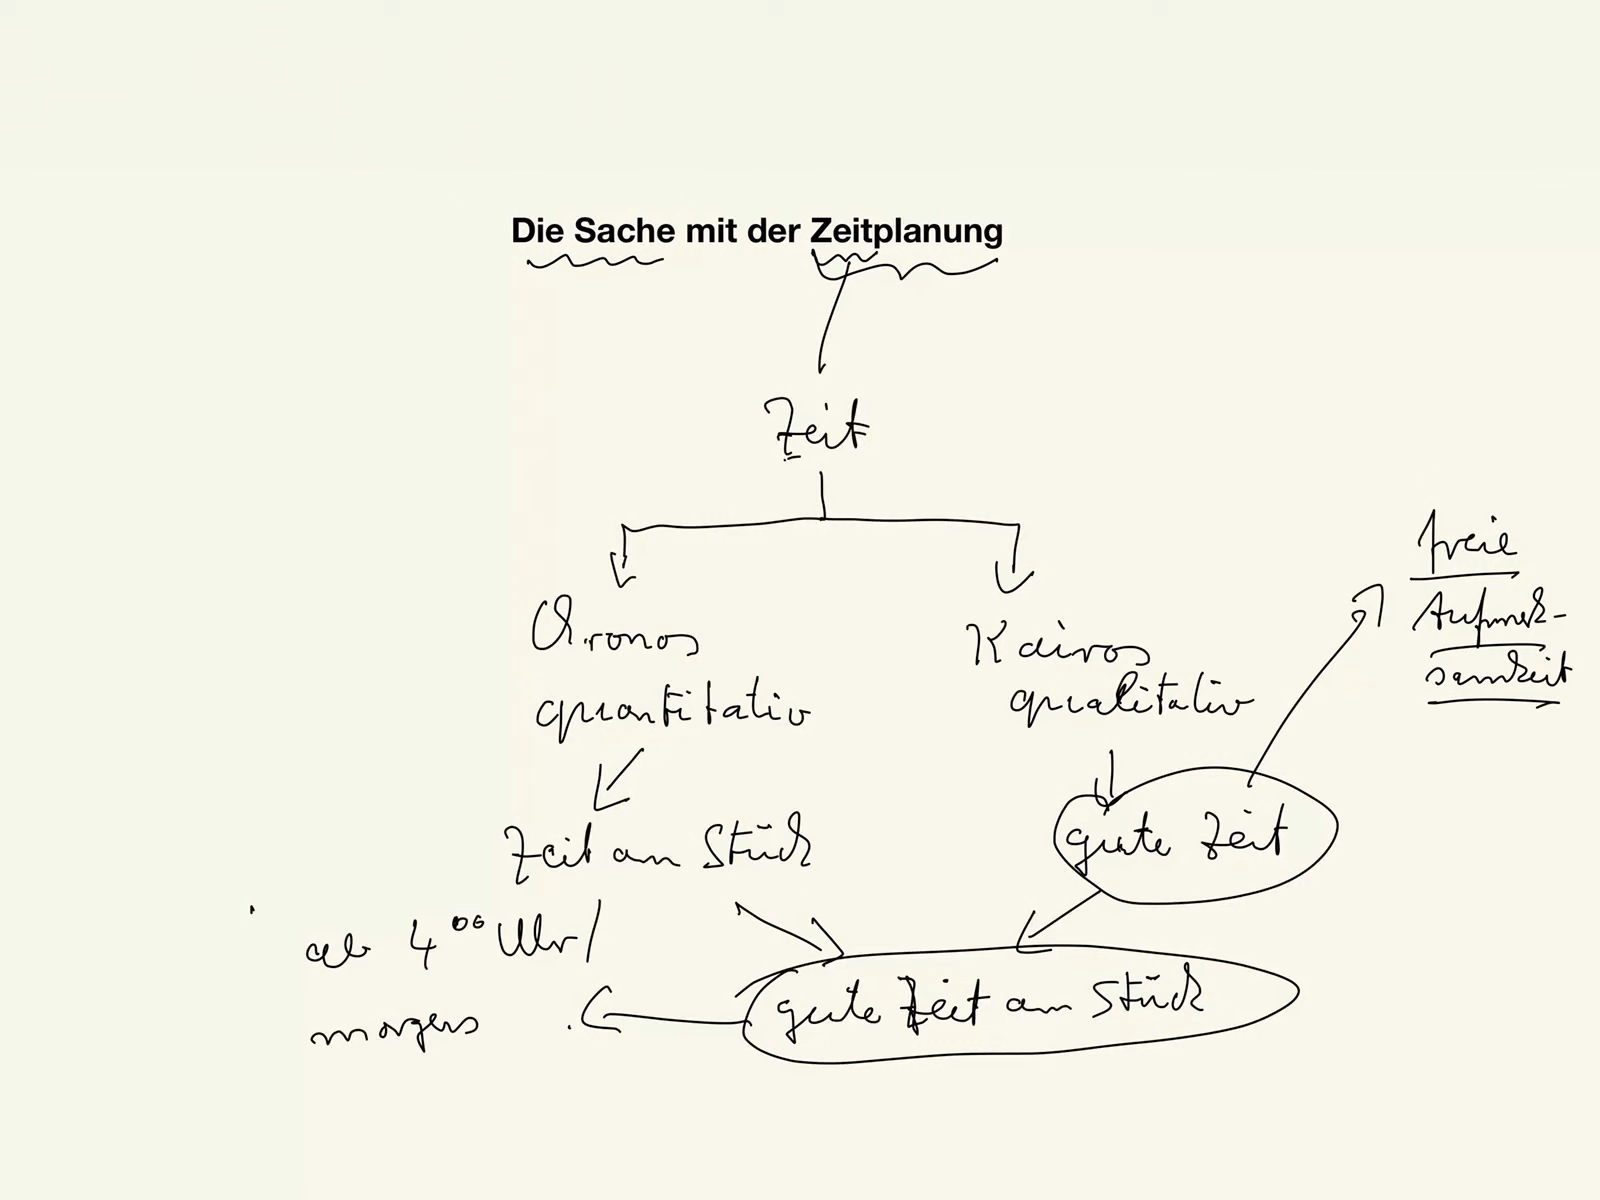 Die Sache mit der Zeitplanung
Zeit
freie
Aufmerk-
samkeit
Chronos
quantitativ
Kairos
qualitativ
Zeit am Stück
gute Zeit
ab 4⁰⁰ Uhr/
morgens
gute Zeit am Stück